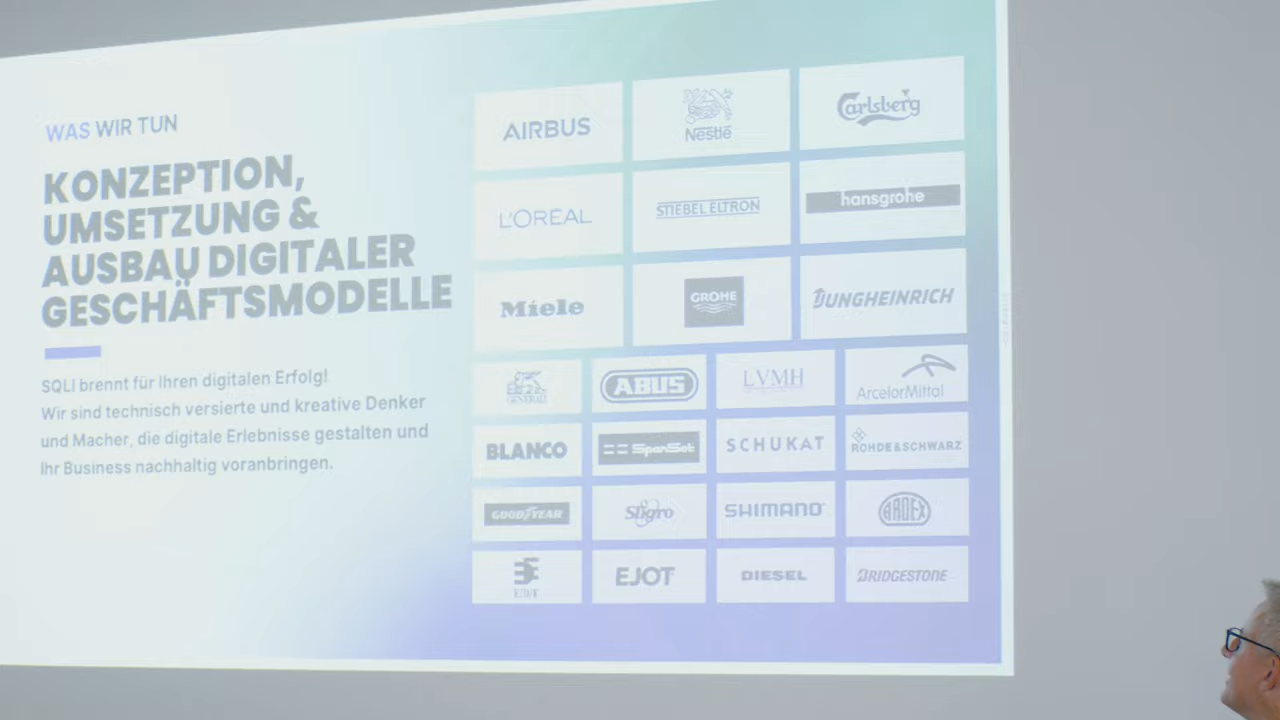 WAS WIR TUN
KONZEPTION,
UMSETZUNG &
AUSBAU DIGITALER
GESCHÄFTSMODELLE
SQLI brennt für Ihren digitalen Erfolg!
Wir sind technisch versierte und kreative Denker
und Macher, die digitale Erlebnisse gestalten und
Ihr Business nachhaltig voranbringen.
AIRBUS
Nestlé
Carlsberg
L'ORÉAL
STIEBEL ELTRON
hansgrohe
Miele
GROHE
JUNGHEINRICH
GENERALI
ABUS
LVMH
ArcelorMittal
BLANCO
SpanSet
SCHUKAT
ROHDE&SCHWARZ
GOODYEAR
Sligro
SHIMANO
ARDEX
EJOT
DIESEL
BRIDGESTONE